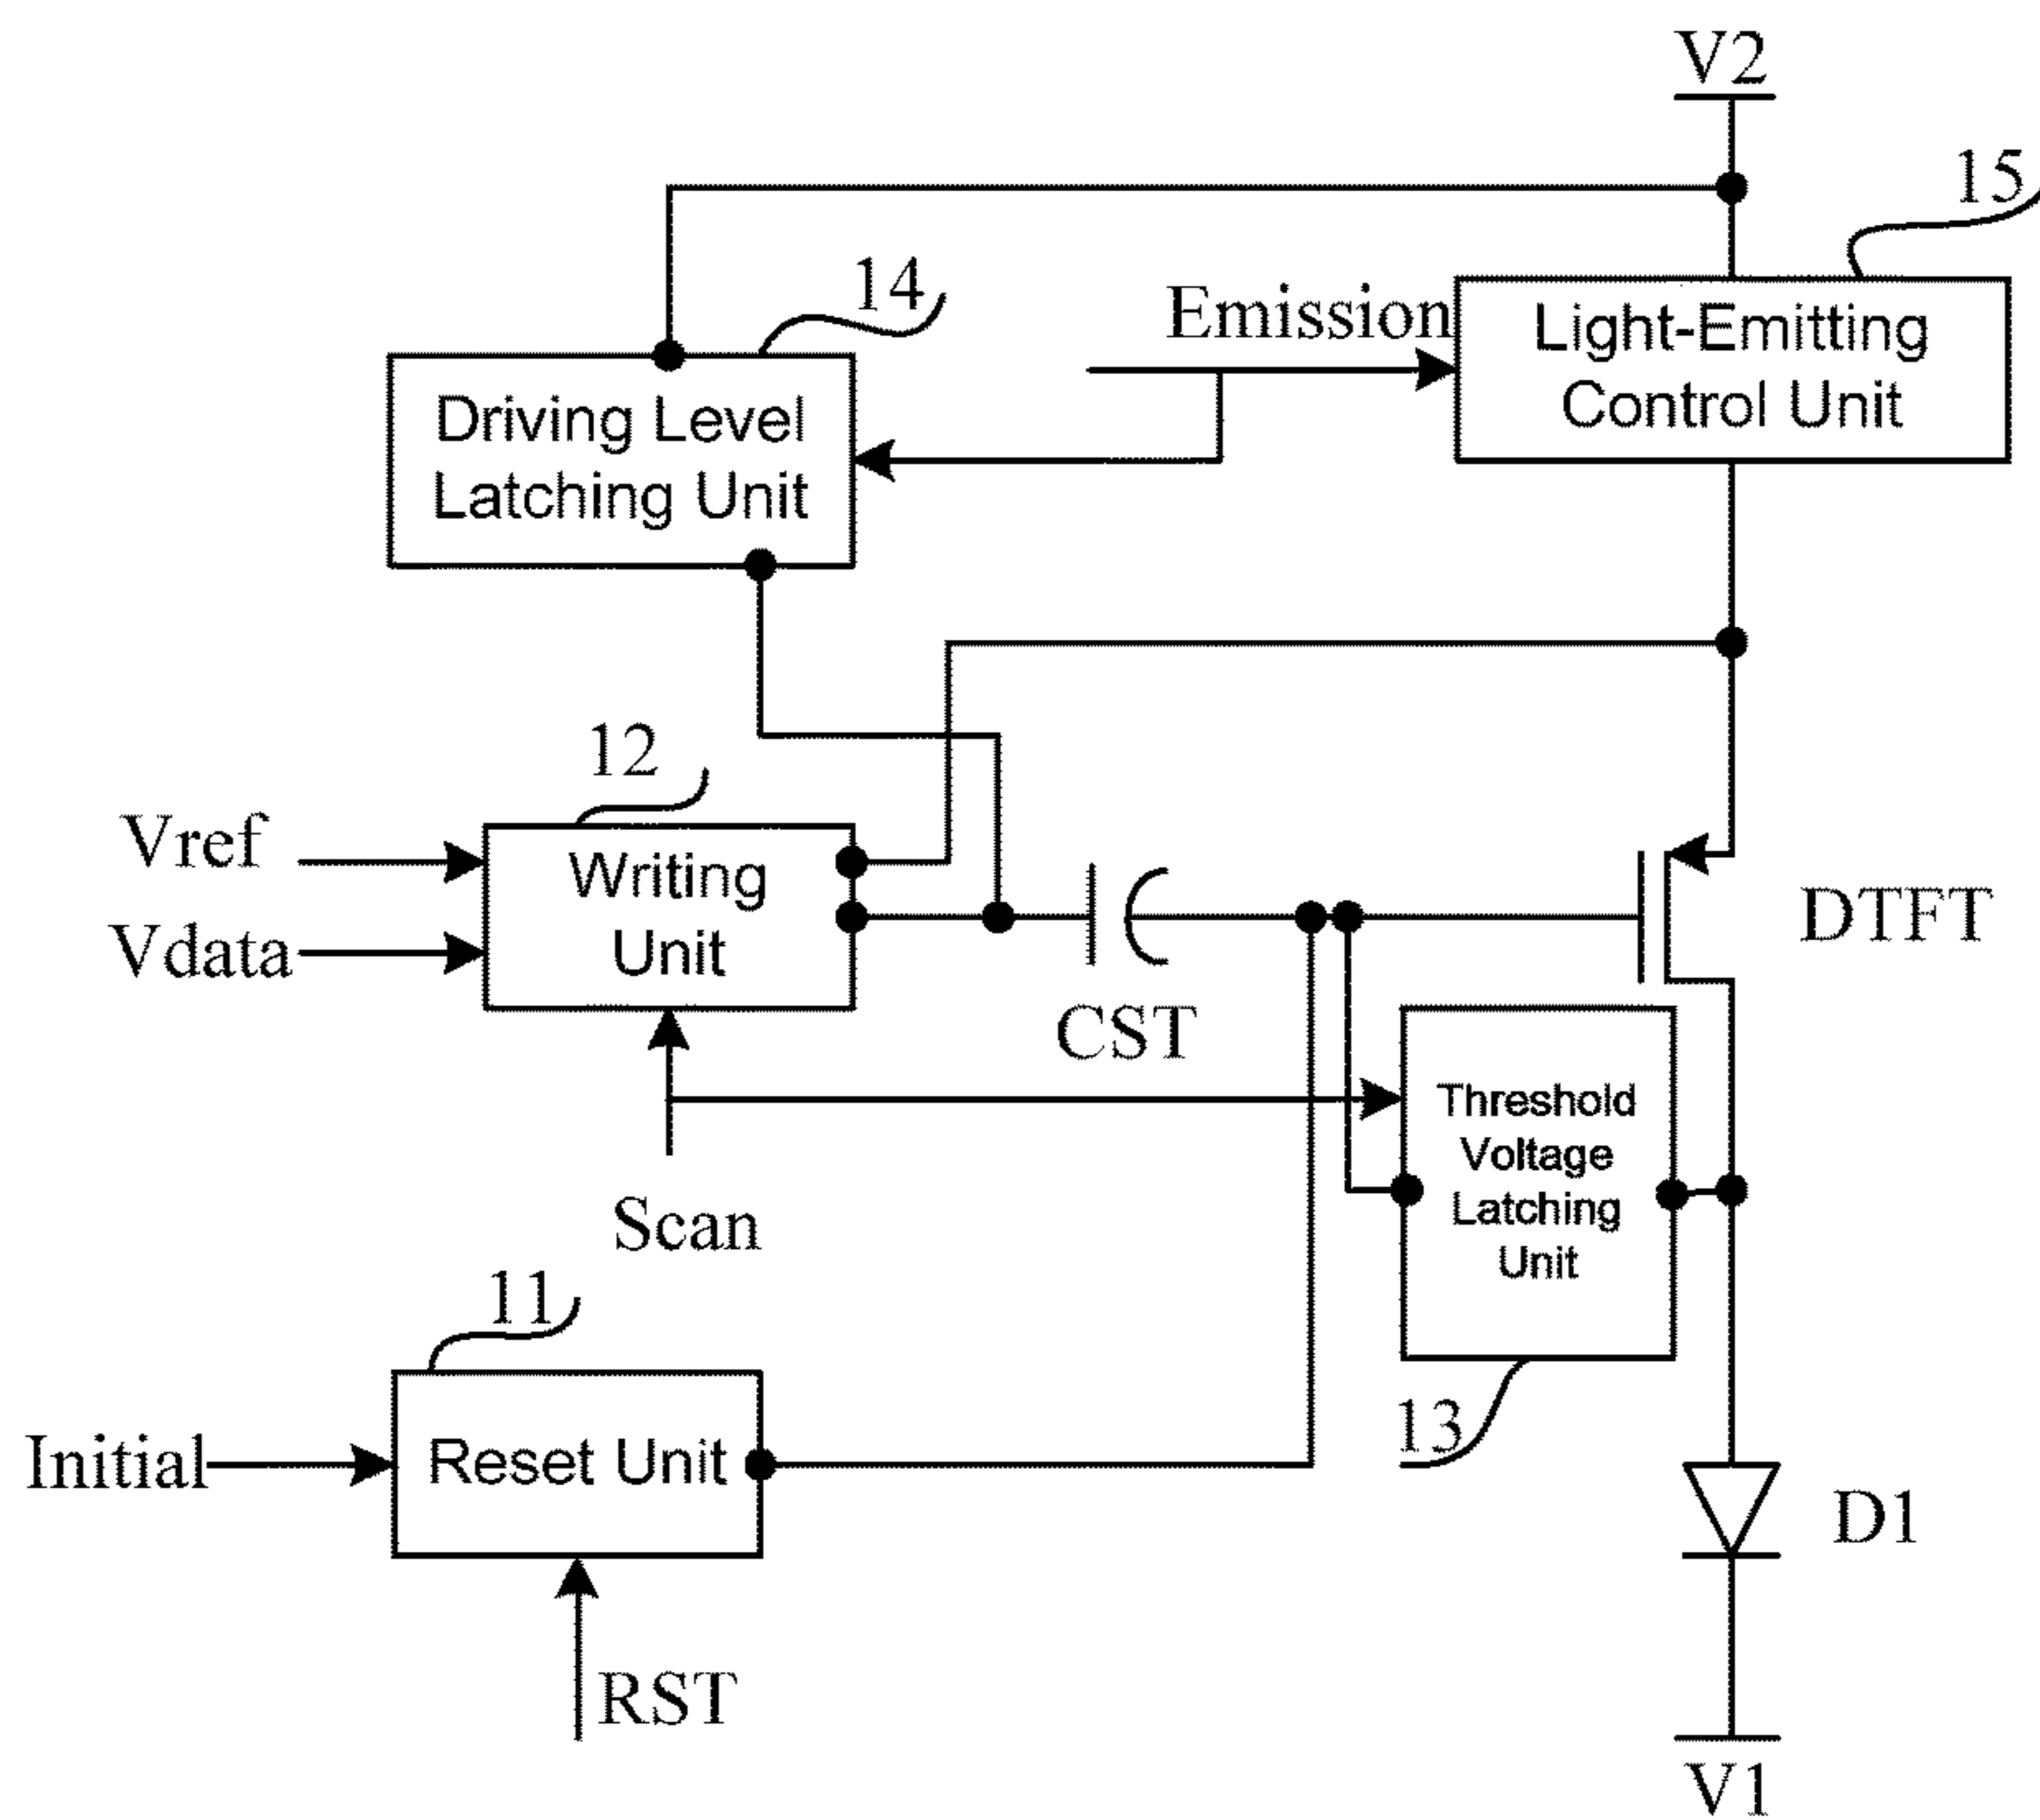 V2
15
14
Emission
Light-Emitting
Control Unit
Driving Level
Latching Unit
12
Vref
Writing
Unit
Vdata
DTFT
CST
Threshold
Voltage
Latching
Unit
Scan
11
13
Initial
Reset Unit
D1
RST
V1